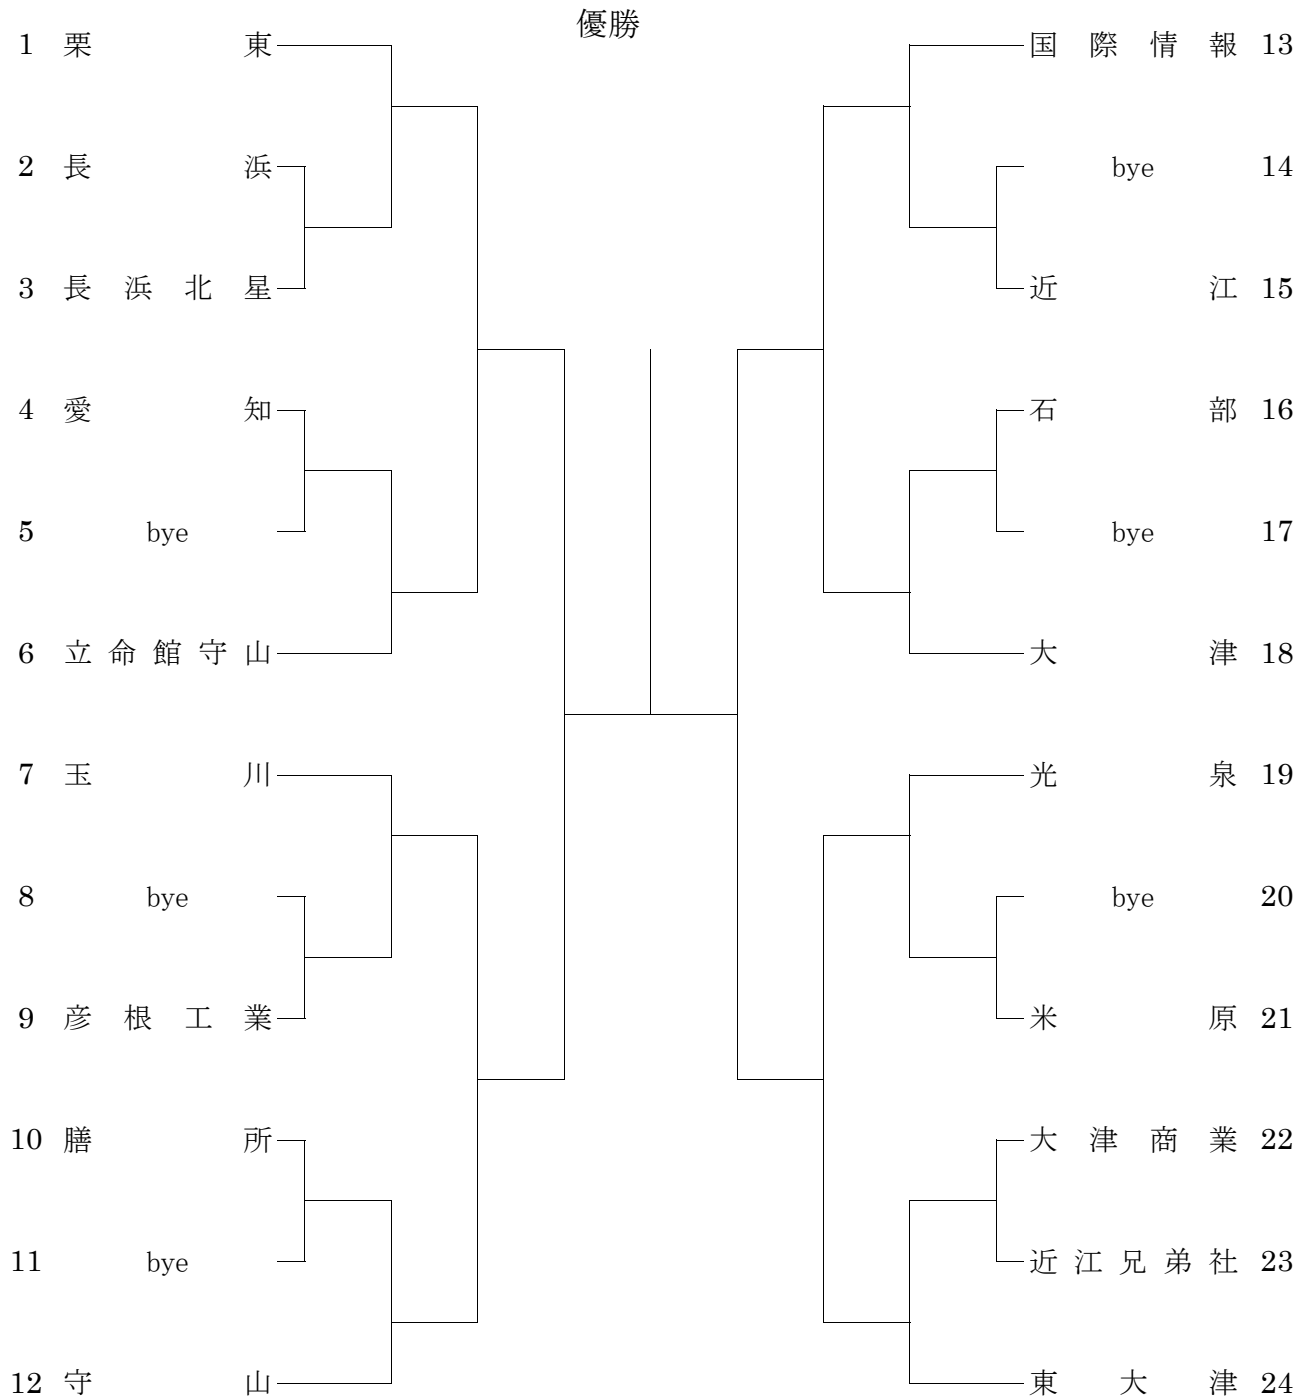 優勝
1 栗東
2 長浜
3 長浜北星
4 愛知
5 bye
6 立命館守山
7 玉川
8 bye
9 彦根工業
10 膳所
11 bye
12 守山
国際情報 13
bye 14
近江 15
石部 16
bye 17
大津 18
光泉 19
bye 20
米原 21
大津商業 22
近江兄弟社 23
東大津 24